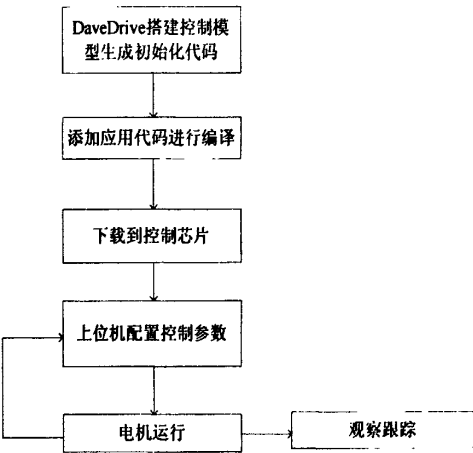 DaveDrive搭建控制模
型生成初始化代码
添加应用代码进行编译
下载到控制芯片
上位机配置控制参数
电机运行
观察跟踪